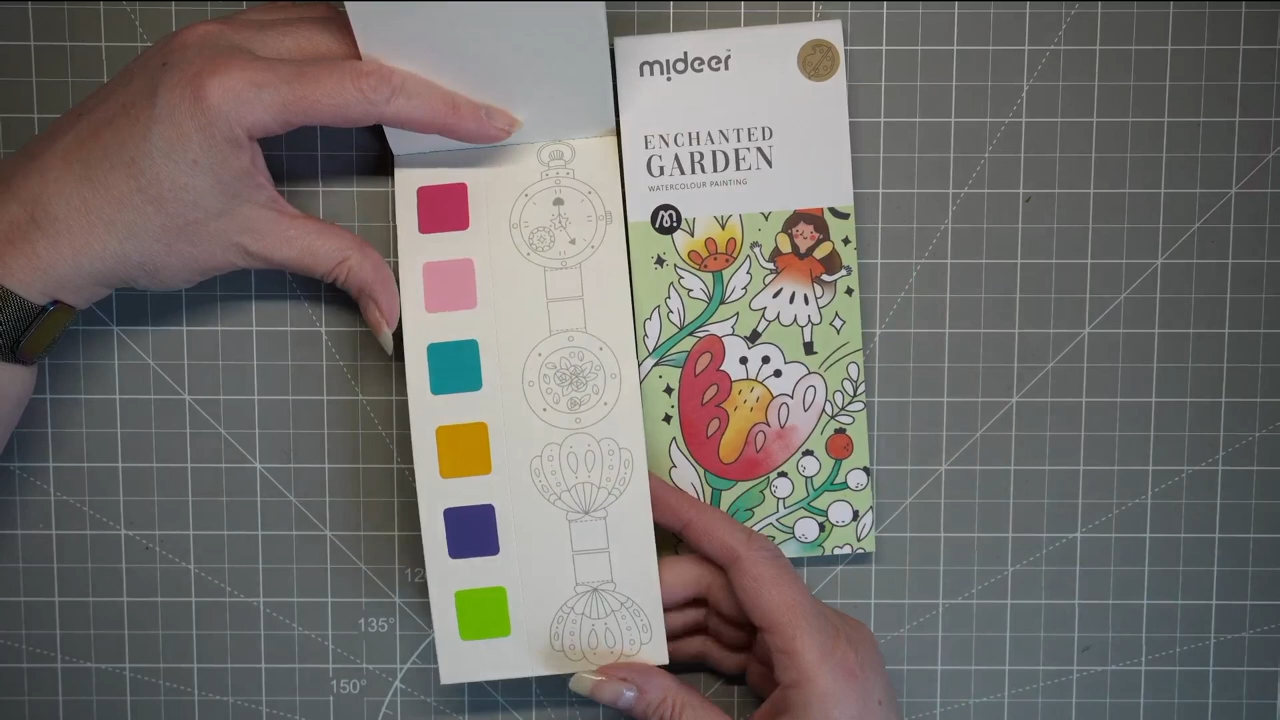 mideer
ENCHANTED
GARDEN
WATERCOLOUR PAINTING
135°
150°